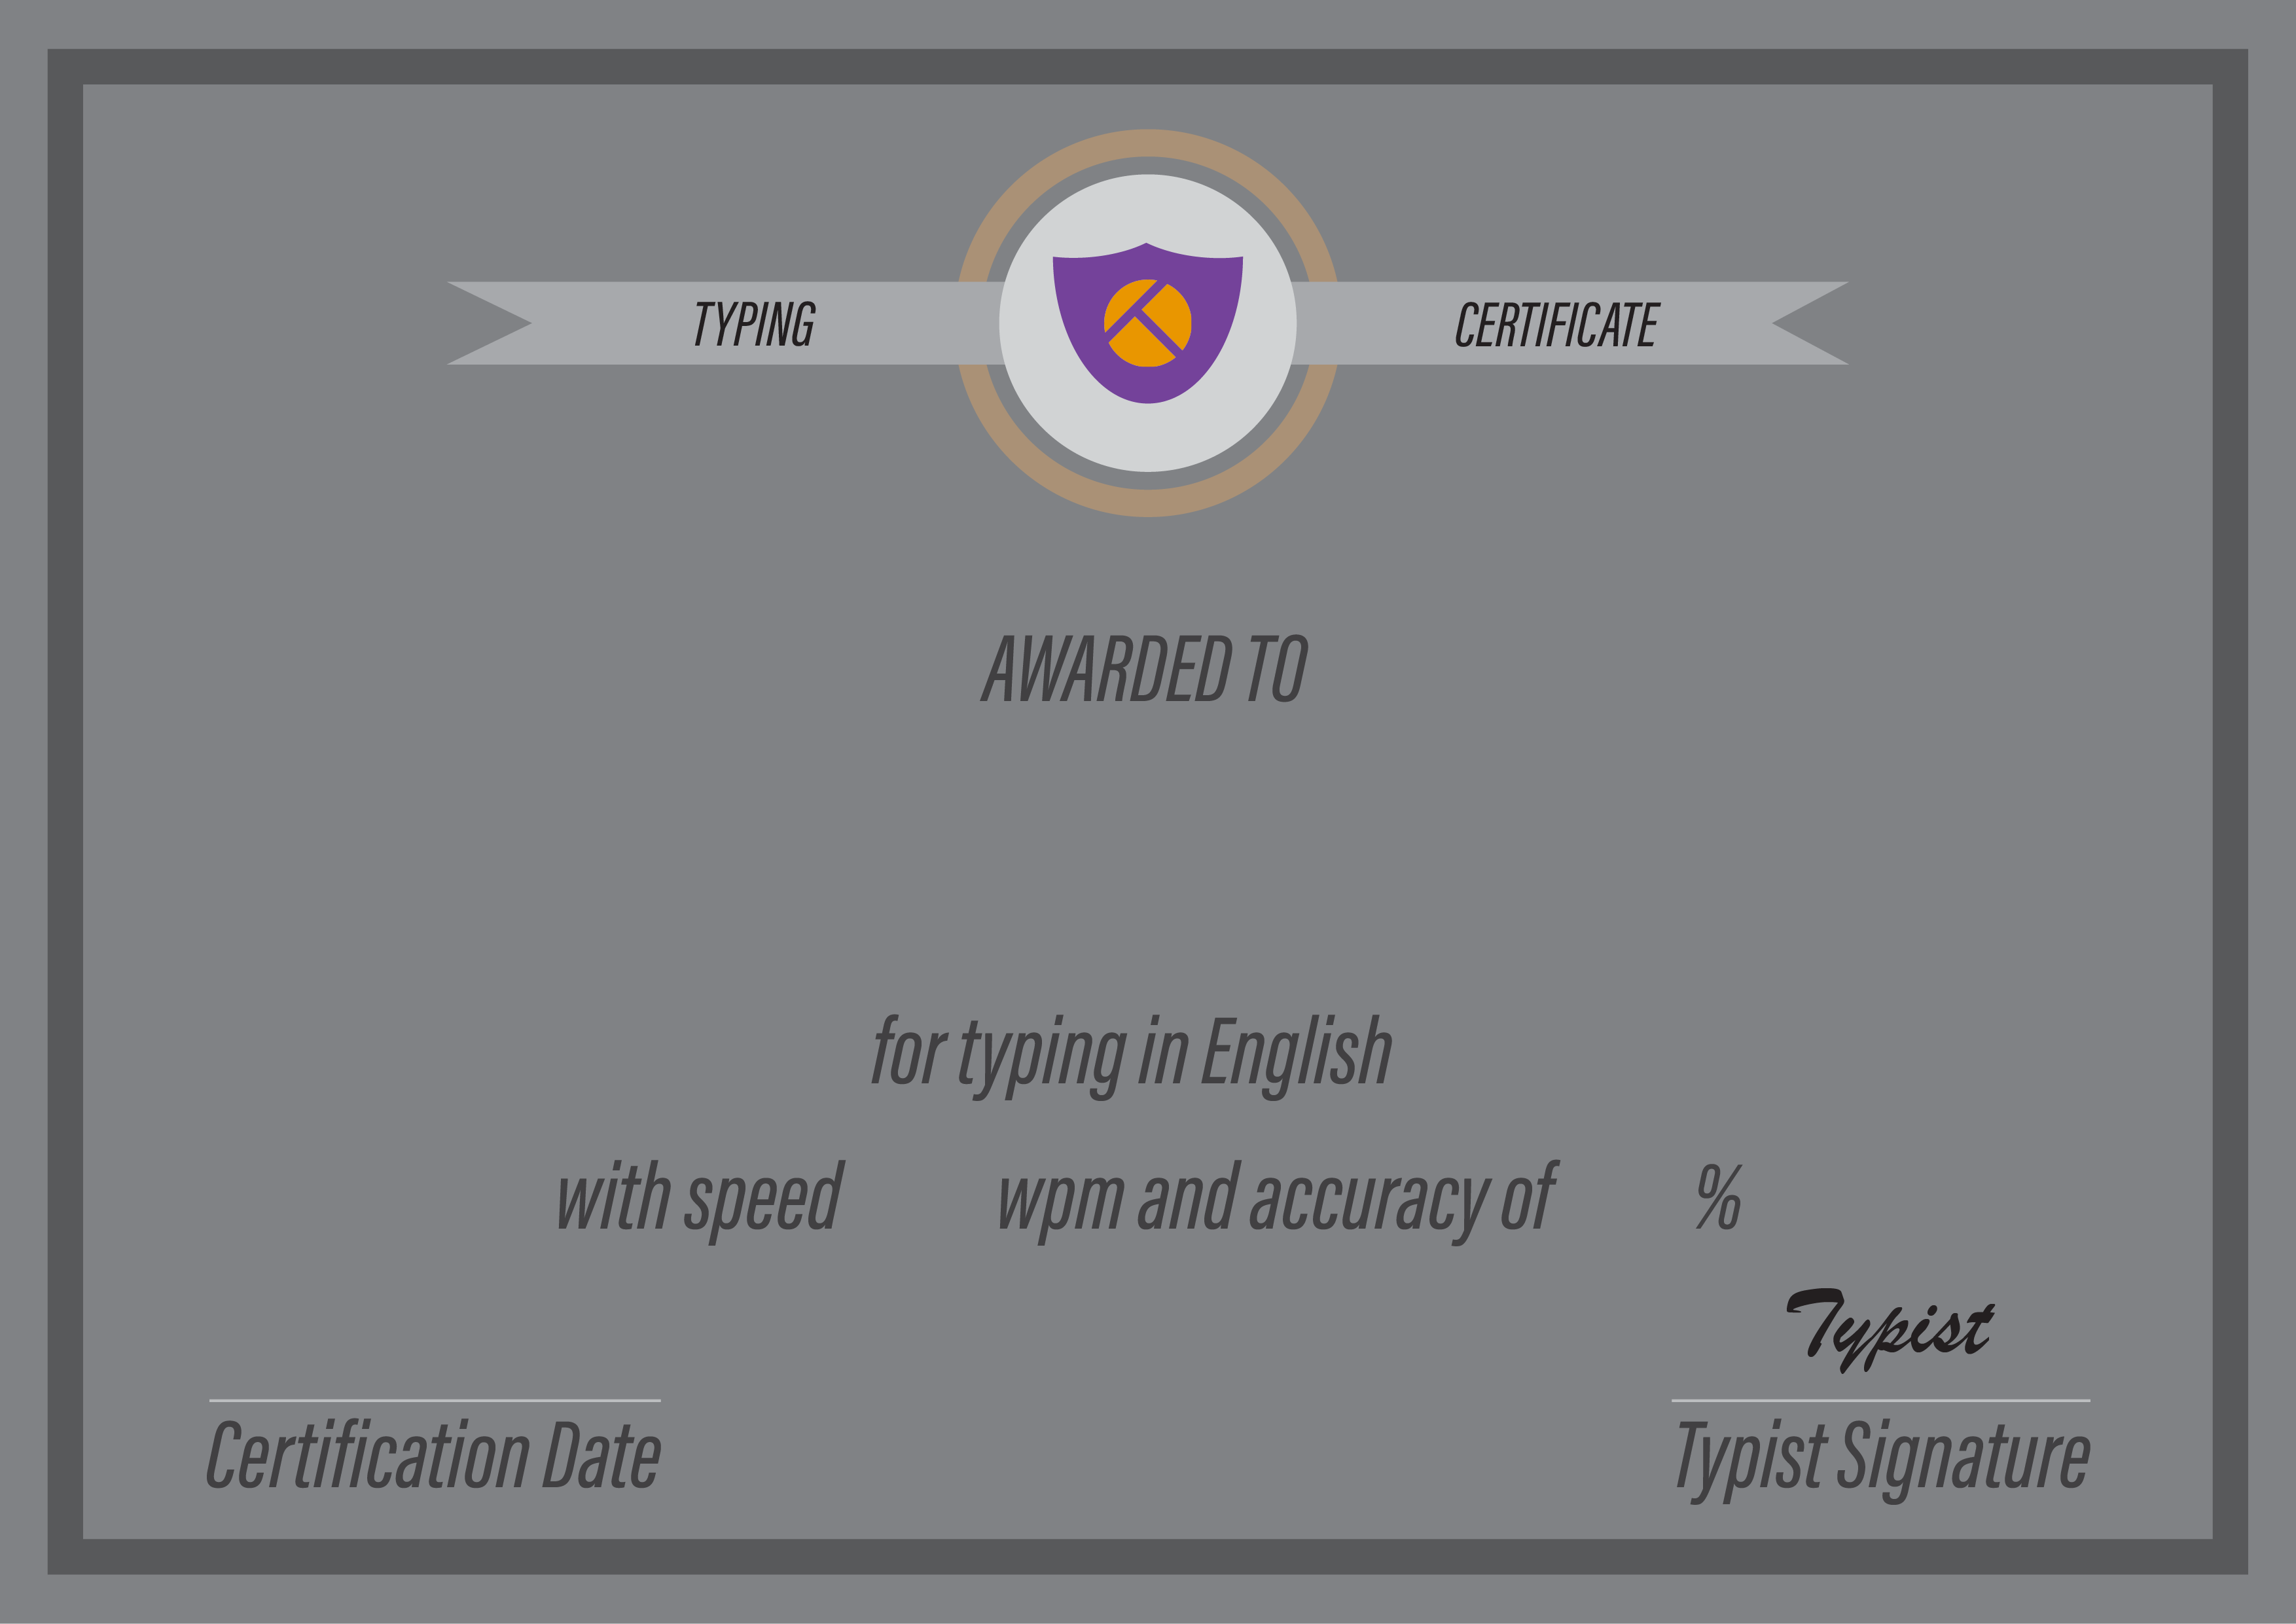 TYPING CERTIFICATE
AWARDED TO
for typing in English
with speed wpm and accuracy of %
Typist
Certification Date Typist Signature